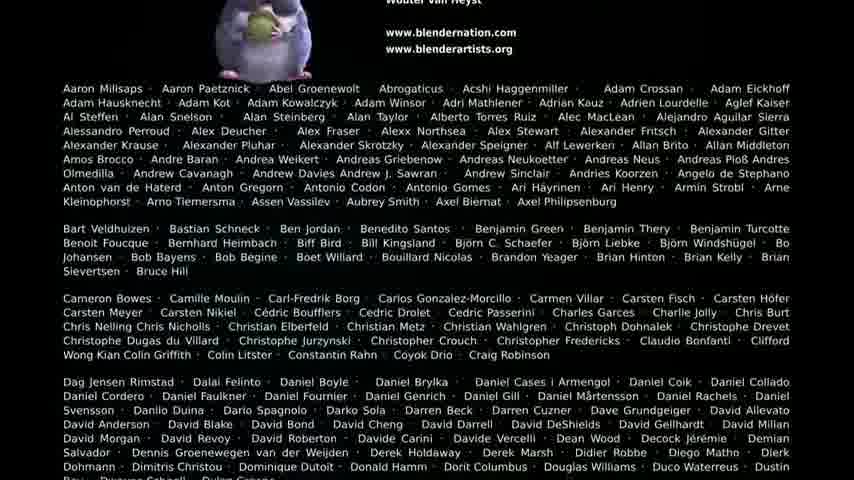 Wouter van Heyst
www.blendernation.com
www.blenderartists.org
Aaron Millsaps · Aaron Paetznick · Abel Groenewolt Abrogaticus · Acshi Haggenmiller · Adam Crossan · Adam Eickhoff
Adam Hausknecht · Adam Kot · Adam Kowalczyk · Adam Winsor · Adri Mathlener · Adrian Kauz · Adrien Lourdelle · Aglef Kaiser
Al Steffen · Alan Snelson · Alan Steinberg · Alan Taylor · Alberto Torres Ruiz · Alec MacLean · Alejandro Aguilar Sierra
Alessandro Perroud · Alex Deucher · Alex Fraser · Alexx Northsea · Alex Stewart · Alexander Fritsch · Alexander Gitter
Alexander Krause · Alexander Pluhar · Alexander Skrotzky · Alexander Speigner · Alf Lewerken · Allan Brito · Allan Middleton
Amos Brocco · Andre Baran · Andrea Weikert · Andreas Griebenow · Andreas Neukoetter · Andreas Neus · Andreas Ploß Andres
Olmedilla · Andrew Cavanagh · Andrew Davies Andrew J. Sawran · Andrew Sinclair · Andries Koorzen · Angelo de Stephano
Anton van de Haterd · Anton Gregorn · Antonio Codon · Antonio Gomes · Ari Häyrinen · Ari Henry · Armin Strobl · Arne
Kleinophorst · Arno Tiemersma · Assen Vassilev · Aubrey Smith · Axel Biernat · Axel Philipsenburg
Bart Veldhuizen · Bastian Schneck · Ben Jordan · Benedito Santos · Benjamin Green · Benjamin Thery · Benjamin Turcotte
Benoit Foucque · Bernhard Heimbach · Biff Bird · Bill Kingsland · Björn C. Schaefer · Björn Liebke · Björn Windshügel · Bo
Johansen · Bob Bayens · Bob Begine · Boet Willard · Bouillard Nicolas · Brandon Yeager · Brian Hinton · Brian Kelly · Brian
Sievertsen · Bruce Hill
Cameron Bowes · Camille Moulin · Carl-Fredrik Borg · Carlos Gonzalez-Morcillo · Carmen Villar · Carsten Fisch · Carsten Höfer
Carsten Meyer · Carsten Nikiel · Cédric Boufflers · Cedric Drolet · Cedric Passerini · Charles Garces · Charlle Jolly · Chris Burt
Chris Nelling Chris Nicholls · Christian Elberfeld · Christian Metz · Christian Wahlgren · Christoph Dohnalek · Christophe Drevet
Christophe Dugas du Villard · Christophe Jurzynski · Christopher Crouch · Christopher Fredericks · Claudio Bonfanti · Clifford
Wong Kian Colin Griffith · Colin Litster · Constantin Rahn · Coyok Drio · Craig Robinson
Dag Jensen Rimstad · Dalai Felinto · Daniel Boyle · Daniel Brylka · Daniel Cases i Armengol · Daniel Coik · Daniel Collado
Daniel Cordero · Daniel Faulkner · Daniel Fournier · Daniel Genrich · Daniel Gill · Daniel Mårtensson · Daniel Rachels · Daniel
Svensson · Danilo Duina · Dario Spagnolo · Darko Sola · Darren Beck · Darren Cuzner · Dave Grundgeiger · David Allevato
David Anderson · David Blake · David Bond · David Cheng · David Darrell · David DeShields · David Gellhardt · David Millan
David Morgan · David Revoy · David Roberton · Davide Carini · Davide Vercelli · Dean Wood · Decock Jérémie · Demian
Salvador · Dennis Groenewegen van der Weijden · Derek Holdaway · Derek Marsh · Didier Robbe · Diego Matho · Dierk
Dohmann · Dimitris Christou · Dominique Dutoit · Donald Hamm · Dorit Columbus · Douglas Williams · Duco Waterreus · Dustin